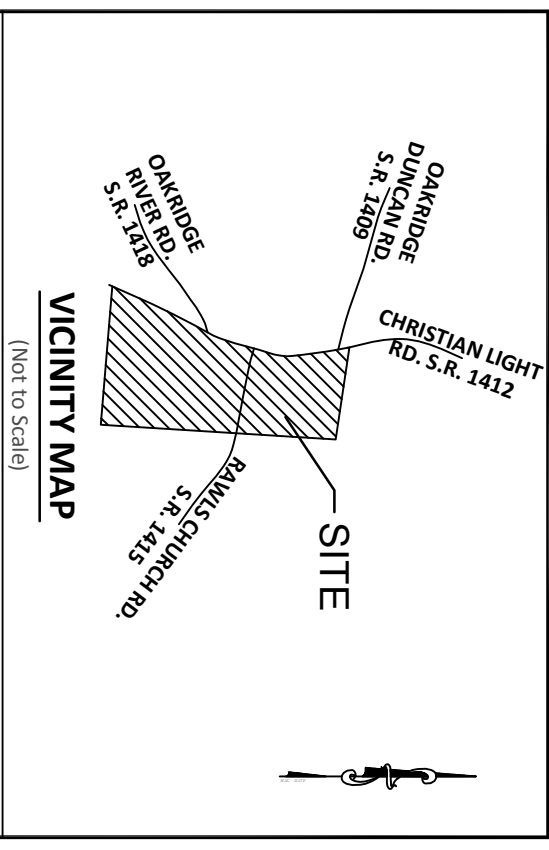 OAKRIDGE
DUNCAN RD.
S.R. 1409
CHRISTIAN LIGHT
RD. S.R. 1412
OAKRIDGE
RIVER RD.
S.R. 1418
SITE
RAWLS CHURCH RD.
S.R. 1415
VICINITY MAP
(Not to Scale)